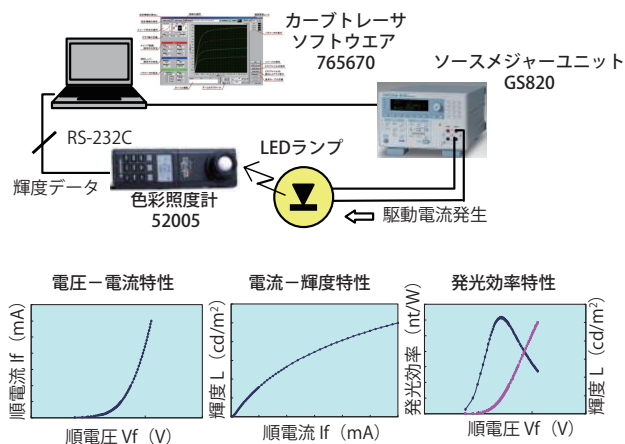 カーブトレーサ
ソフトウエア
765670
ソースメジャーユニット
GS820
RS-232C
輝度データ
LEDランプ
色彩照度計
52005
駆動電流発生
電圧－電流特性
電流－輝度特性
発光効率特性
順電流 If（mA）
順電圧 Vf（V）
輝度 L（cd/m²）
順電流 If（mA）
発光効率（nt/W）
輝度 L（cd/m²）
順電圧 Vf（V）